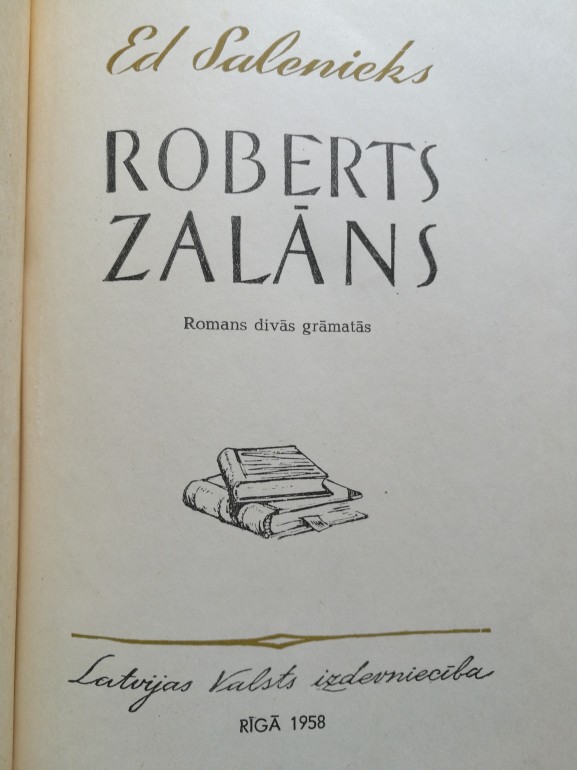 Ed Salenieks
ROBERTS
ZALĀNS
Romans divās grāmatās
Latvijas Valsts izdevniecība
RĪGĀ 1958